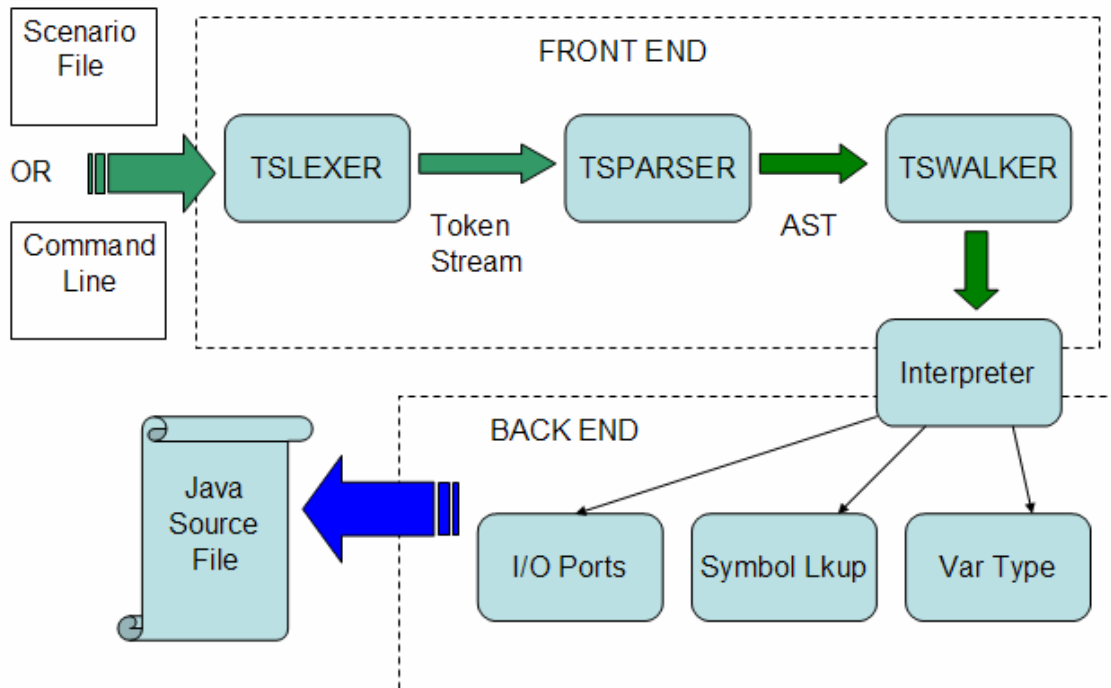 Scenario
File
OR
Command
Line
FRONT END
TSLEXER
Token
Stream
TSPARSER
AST
TSWALKER
Interpreter
BACK END
I/O Ports
Symbol Lkup
Var Type
Java
Source
File